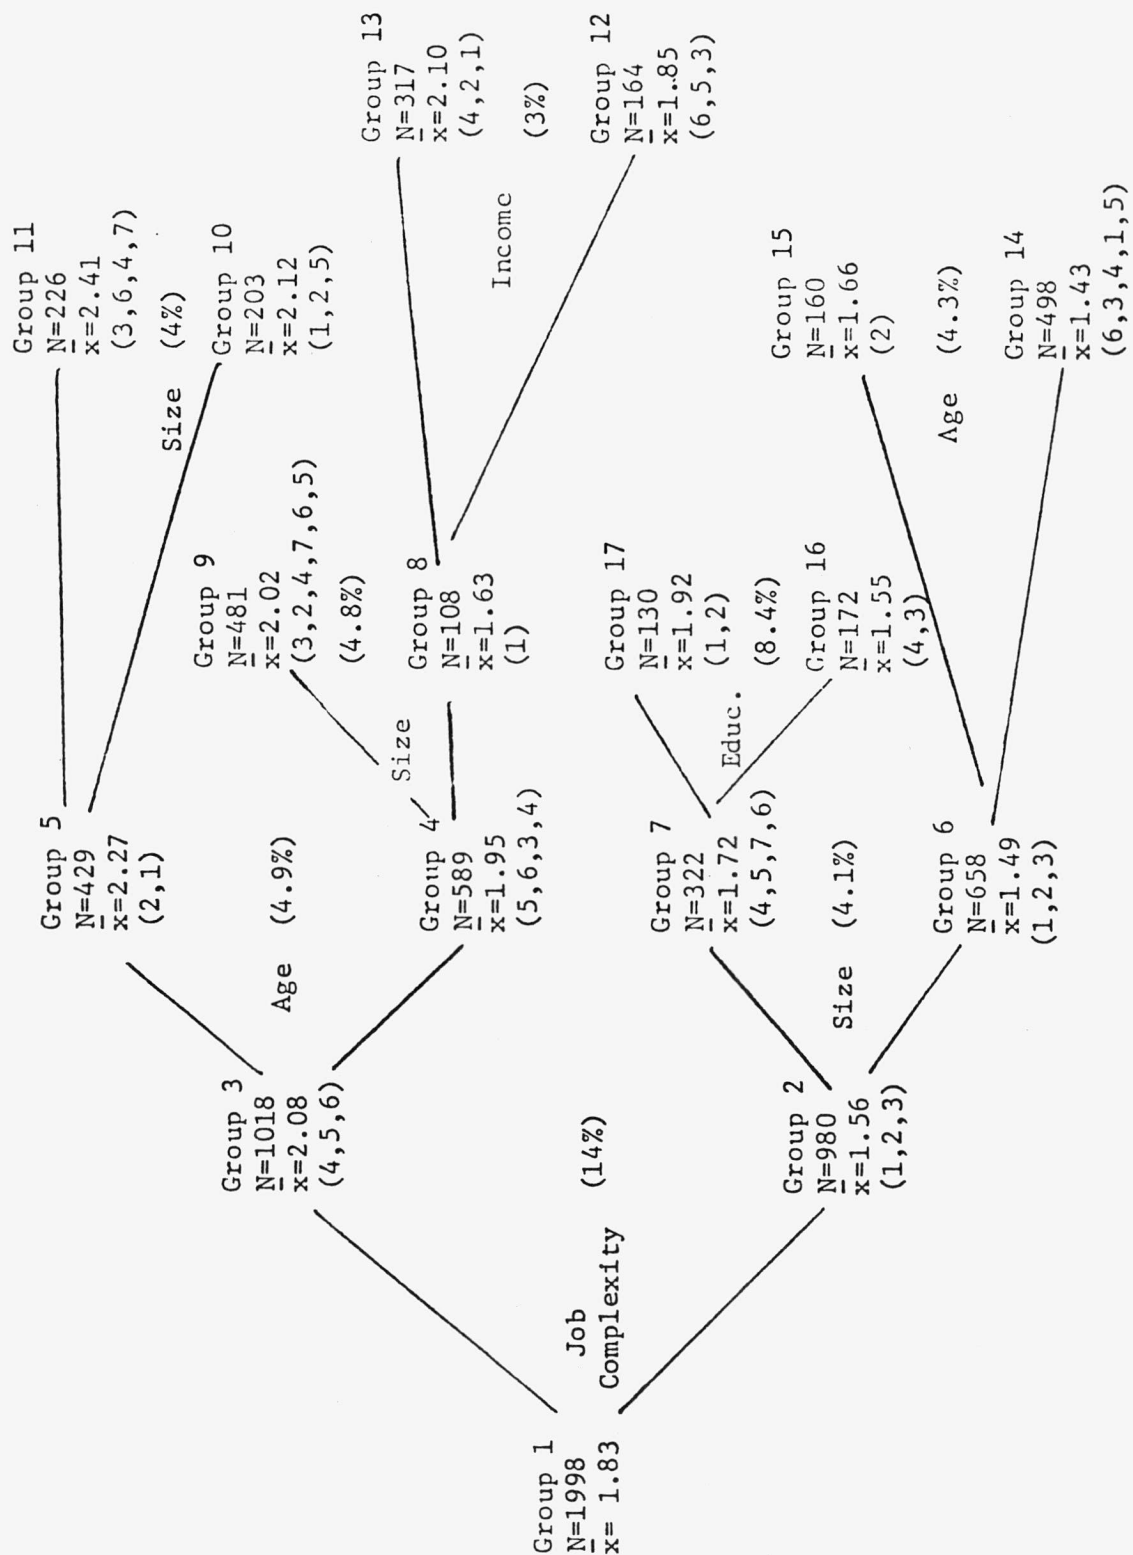 Group 1
N=1998
x= 1.83
Job
Complexity
(14%)
Group 3
N=1018
x=2.08
(4,5,6)
Group 2
N=980
x=1.56
(1,2,3)
Age (4.9%)
Size (4.1%)
Group 5
N=429
x=2.27
(2,1)
Group 4
N=589
x=1.95
(5,6,3,4)
Group 7
N=322
x=1.72
(4,5,7,6)
Group 6
N=658
x=1.49
(1,2,3)
Size
Educ.
Group 9
N=481
x=2.02
(3,2,4,7,6,5)
(4.8%)
Group 8
N=108
x=1.63
(1)
Group 17
N=130
x=1.92
(1,2)
(8.4%)
Group 16
N=172
x=1.55
(4,3)
Size
Group 11
N=226
x=2.41
(3,6,4,7)
(4%)
Group 10
N=203
x=2.12
(1,2,5)
Income
Age (4.3%)
Group 15
N=160
x=1.66
(2)
Group 14
N=498
x=1.43
(6,3,4,1,5)
Group 13
N=317
x=2.10
(4,2,1)
(3%)
Group 12
N=164
x=1.85
(6,5,3)